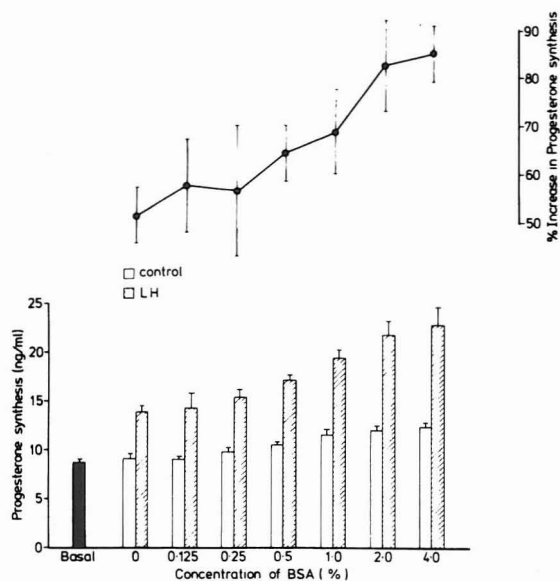 90
80
70
60
50
% Increase in Progesterone synthesis
control
LH
25
20
15
10
5
0
Progesterone synthesis (ng/ml)
Basal 0 0·125 0·25 0·5 1·0 2·0 4·0
Concentration of BSA (%)